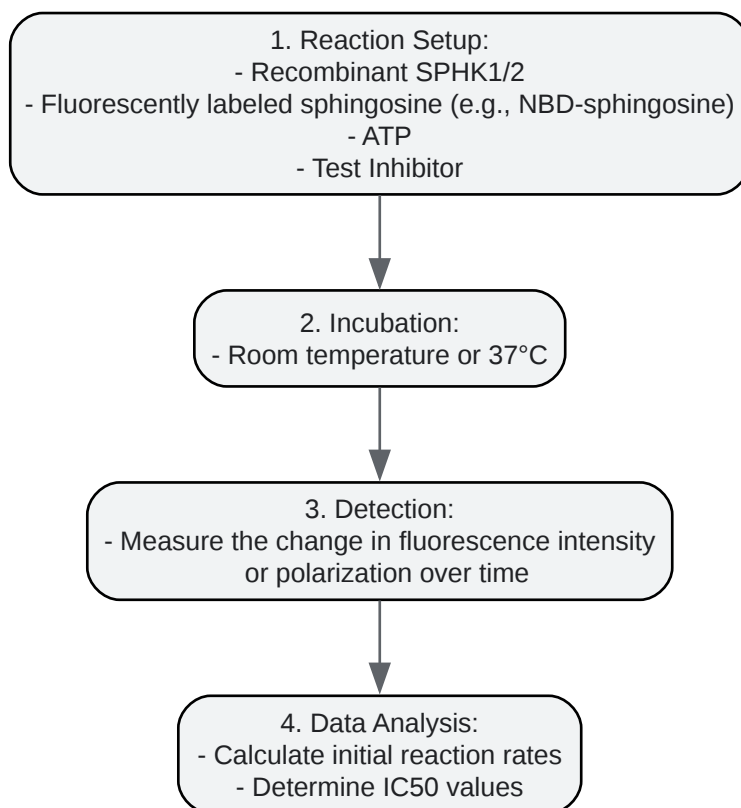 1. Reaction Setup:
- Recombinant SPHK1/2
- Fluorescently labeled sphingosine (e.g., NBD-sphingosine)
- ATP
- Test Inhibitor
2. Incubation:
- Room temperature or 37°C
3. Detection:
- Measure the change in fluorescence intensity
or polarization over time
4. Data Analysis:
- Calculate initial reaction rates
- Determine IC50 values